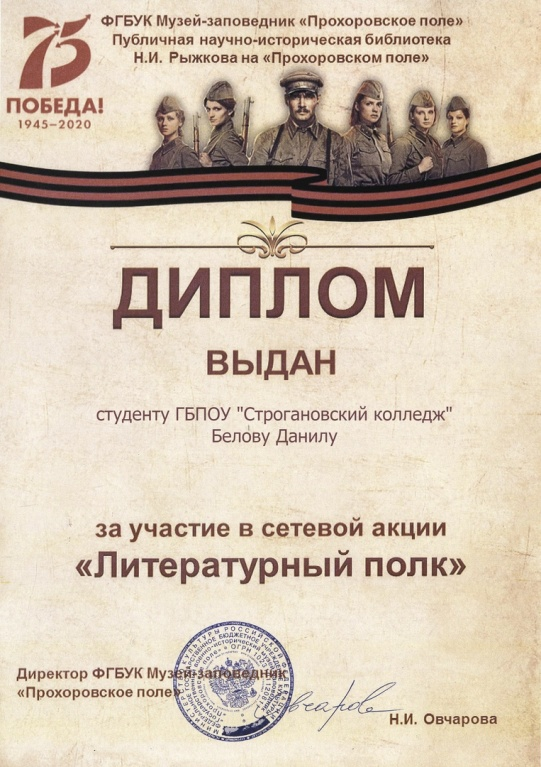 ФГБУК Музей-заповедник «Прохоровское поле»
Публичная научно-историческая библиотека
Н.И. Рыжкова на «Прохоровском поле»
75
ПОБЕДА!
1945–2020
ДИПЛОМ
ВЫДАН
студенту ГБПОУ "Строгановский колледж"
Белову Данилу
за участие в сетевой акции
«Литературный полк»
Директор ФГБУК Музей-заповедник
«Прохоровское поле»
Н.И. Овчарова